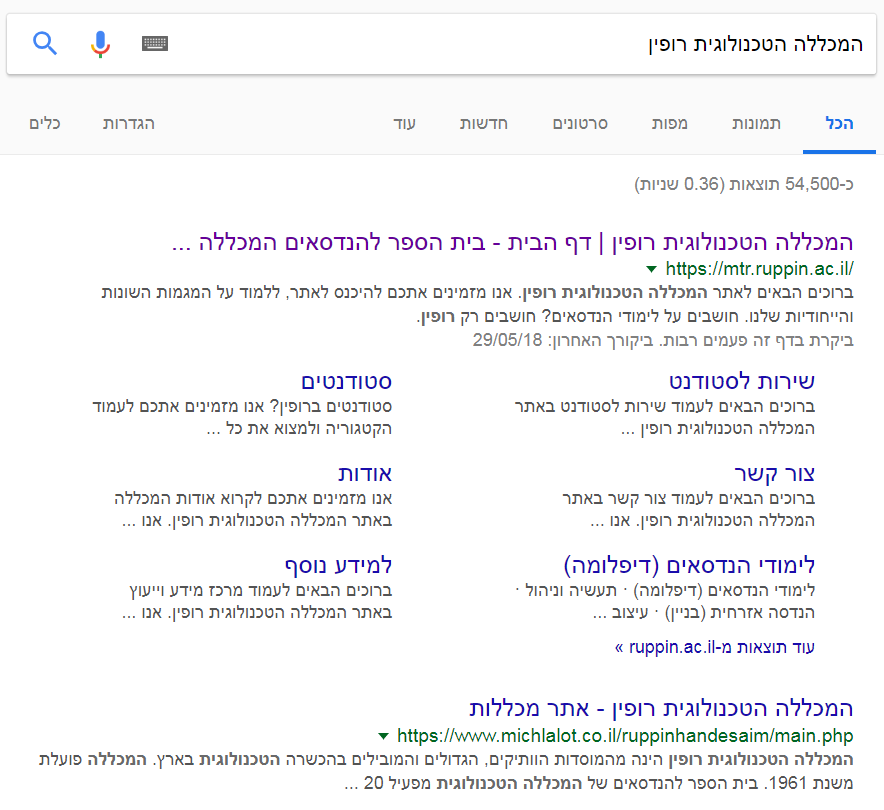 המכללה הטכנולוגית רופין
הכל תמונות מפות סרטונים חדשות עוד הגדרות כלים
כ-54,500 תוצאות (0.36 שניות)
המכללה הטכנולוגית רופין | דף הבית - בית הספר להנדסאים המכללה ...
https://mtr.ruppin.ac.il/
ברוכים הבאים לאתר המכללה הטכנולוגית רופין. אנו מזמינים אתכם להיכנס לאתר, ללמוד על המגמות השונות
והייחודיות שלנו. חושבים על לימודי הנדסאים? חושבים רק רופין.
ביקרת בדף זה פעמים רבות. ביקורך האחרון: 29/05/18
שירות לסטודנט
ברוכים הבאים לעמוד שירות לסטודנט באתר
המכללה הטכנולוגית רופין ...
סטודנטים
סטודנטים ברופין? אנו מזמינים אתכם לעמוד
הקטגוריה ולמצוא את כל ...
צור קשר
ברוכים הבאים לעמוד צור קשר באתר
המכללה הטכנולוגית רופין. אנו ...
אודות
אנו מזמינים אתכם לקרוא אודות המכללה
באתר המכללה הטכנולוגית רופין. אנו ...
לימודי הנדסאים (דיפלומה)
לימודי הנדסאים (דיפלומה) · תעשיה וניהול ·
הנדסה אזרחית (בניין) · עיצוב ...
למידע נוסף
ברוכים הבאים לעמוד מרכז מידע וייעוץ
באתר המכללה הטכנולוגית רופין. אנו ...
עוד תוצאות מ-ruppin.ac.il »
המכללה הטכנולוגית רופין - אתר מכללות
https://www.michlalot.co.il/ruppinhandesaim/main.php
המכללה הטכנולוגית רופין הינה מהמוסדות הוותיקים, הגדולים והמובילים בהכשרה הטכנולוגית בארץ. המכללה פועלת
משנת 1961. בית הספר להנדסאים של המכללה הטכנולוגית מפעיל 20 ...